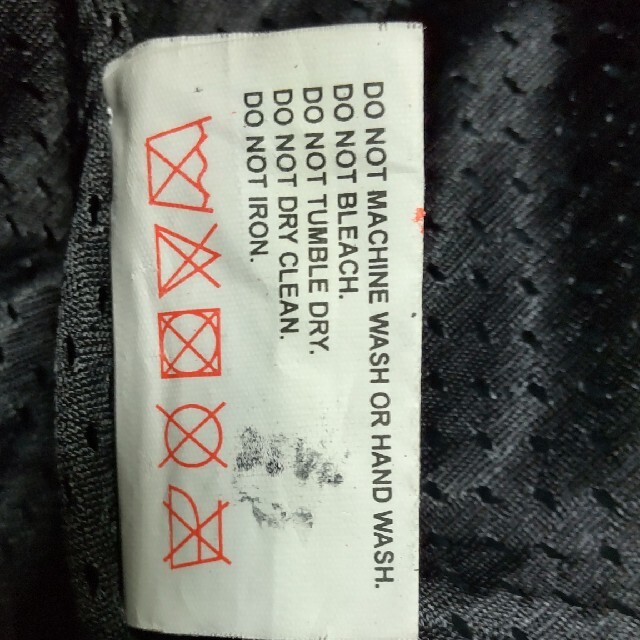 DO NOT MACHINE WASH OR HAND WASH.
DO NOT BLEACH.
DO NOT TUMBLE DRY.
DO NOT DRY CLEAN.
DO NOT IRON.